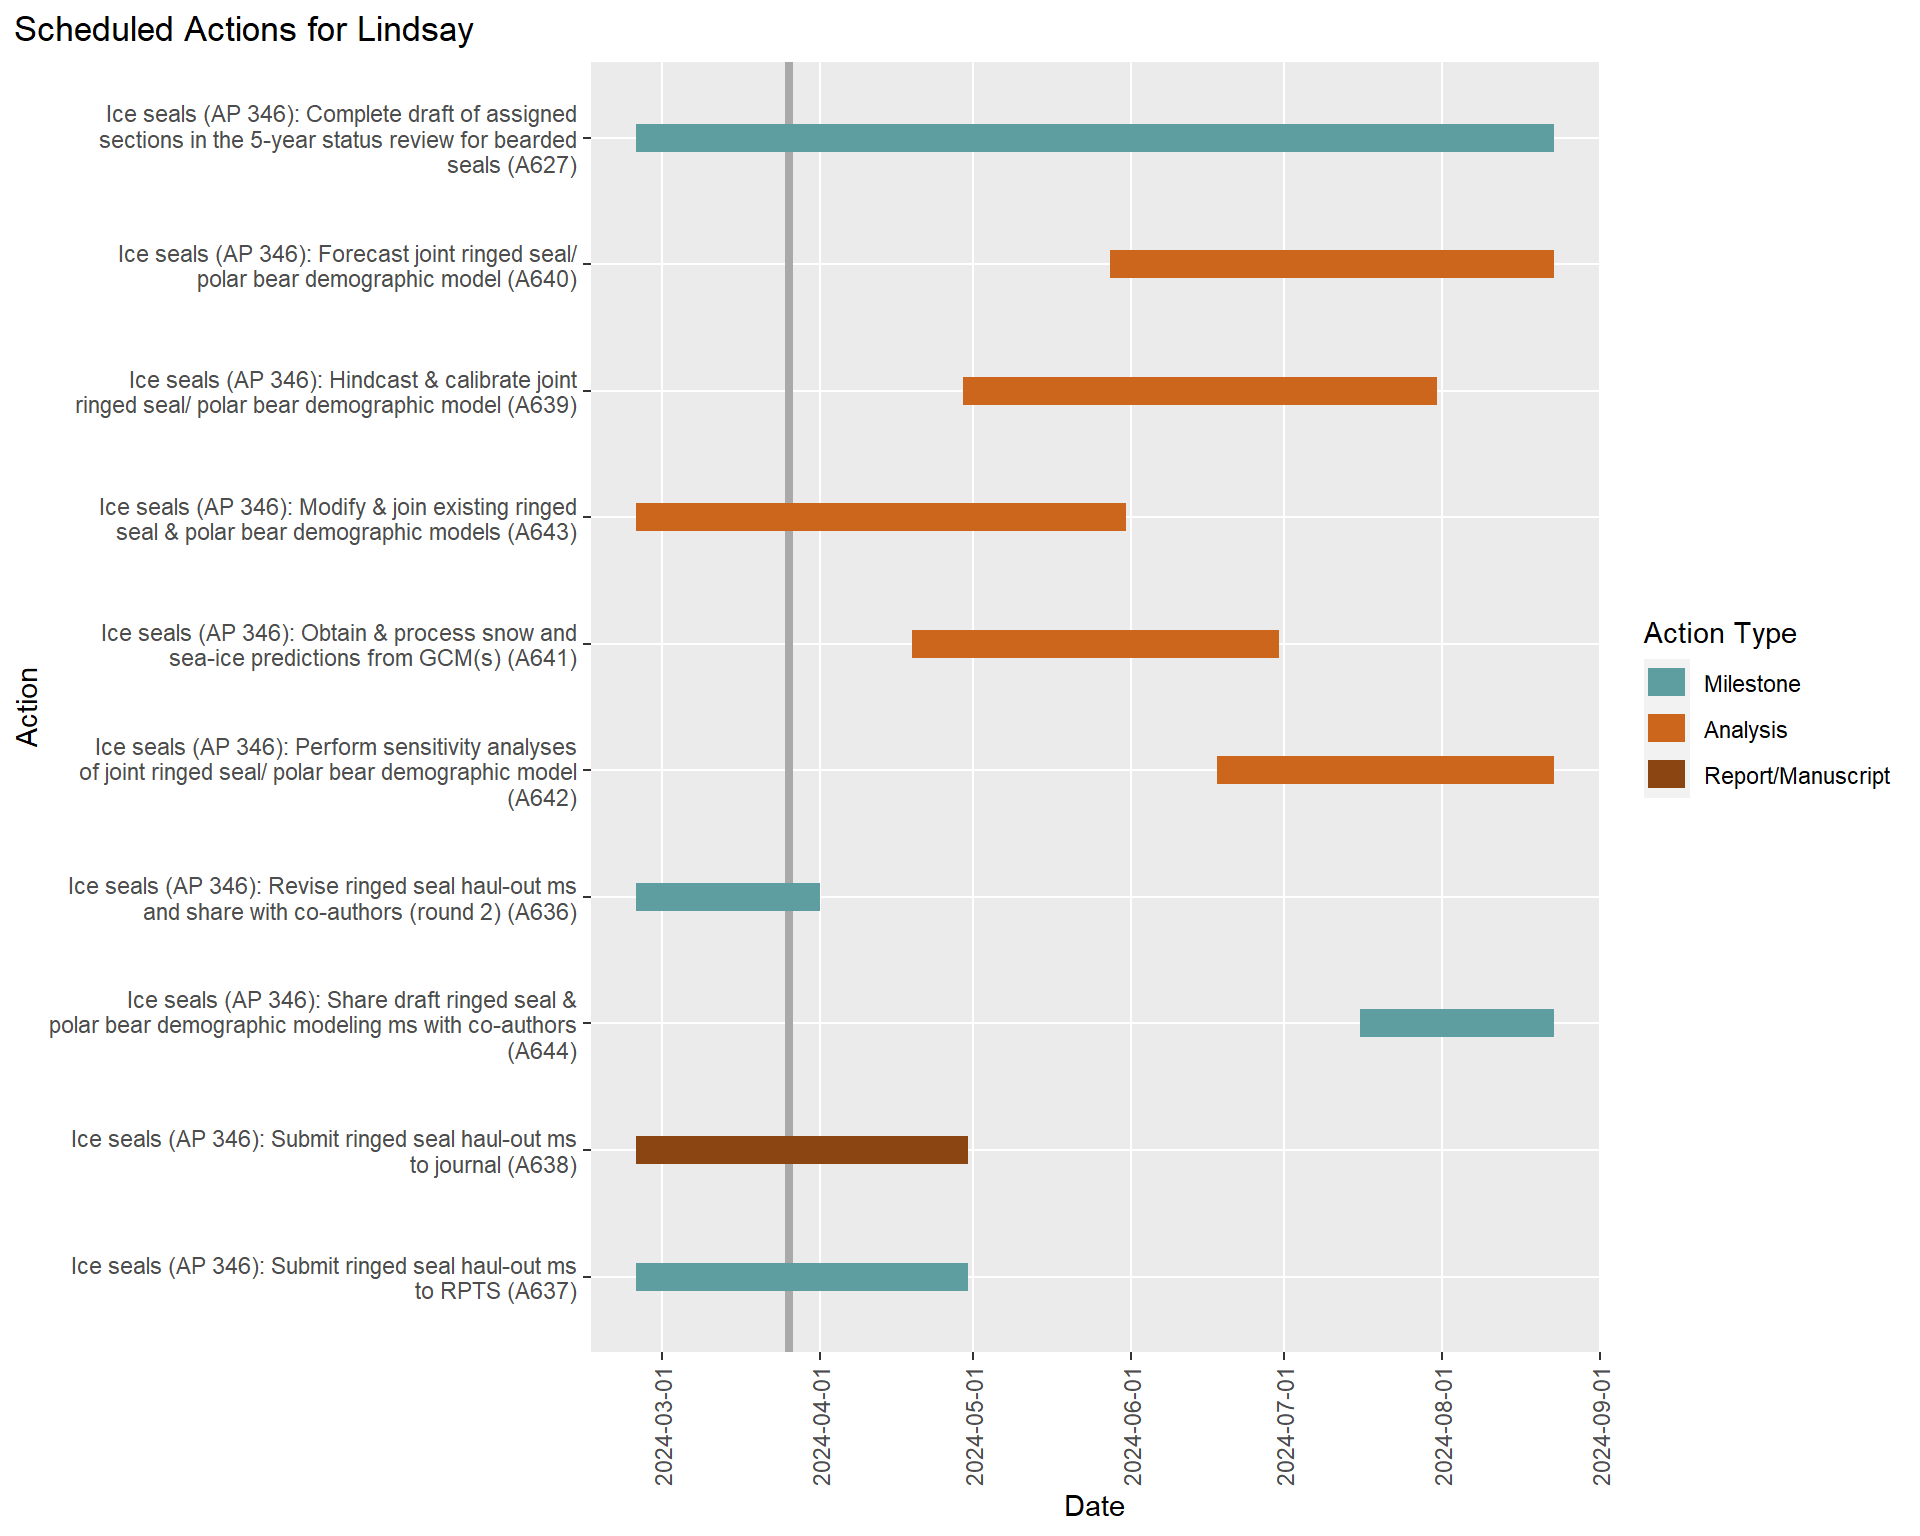 Scheduled Actions for Lindsay
Ice seals (AP 346): Complete draft of assigned
sections in the 5-year status review for bearded
seals (A627)
Ice seals (AP 346): Forecast joint ringed seal/
polar bear demographic model (A640)
Ice seals (AP 346): Hindcast & calibrate joint
ringed seal/ polar bear demographic model (A639)
Ice seals (AP 346): Modify & join existing ringed
seal & polar bear demographic models (A643)
Ice seals (AP 346): Obtain & process snow and
sea-ice predictions from GCM(s) (A641)
Ice seals (AP 346): Perform sensitivity analyses
of joint ringed seal/ polar bear demographic model
(A642)
Ice seals (AP 346): Revise ringed seal haul-out ms
and share with co-authors (round 2) (A636)
Ice seals (AP 346): Share draft ringed seal &
polar bear demographic modeling ms with co-authors
(A644)
Ice seals (AP 346): Submit ringed seal haul-out ms
to journal (A638)
Ice seals (AP 346): Submit ringed seal haul-out ms
to RPTS (A637)
Action
2024-03-01
2024-04-01
2024-05-01
2024-06-01
2024-07-01
2024-08-01
2024-09-01
Date
Action Type
Milestone
Analysis
Report/Manuscript